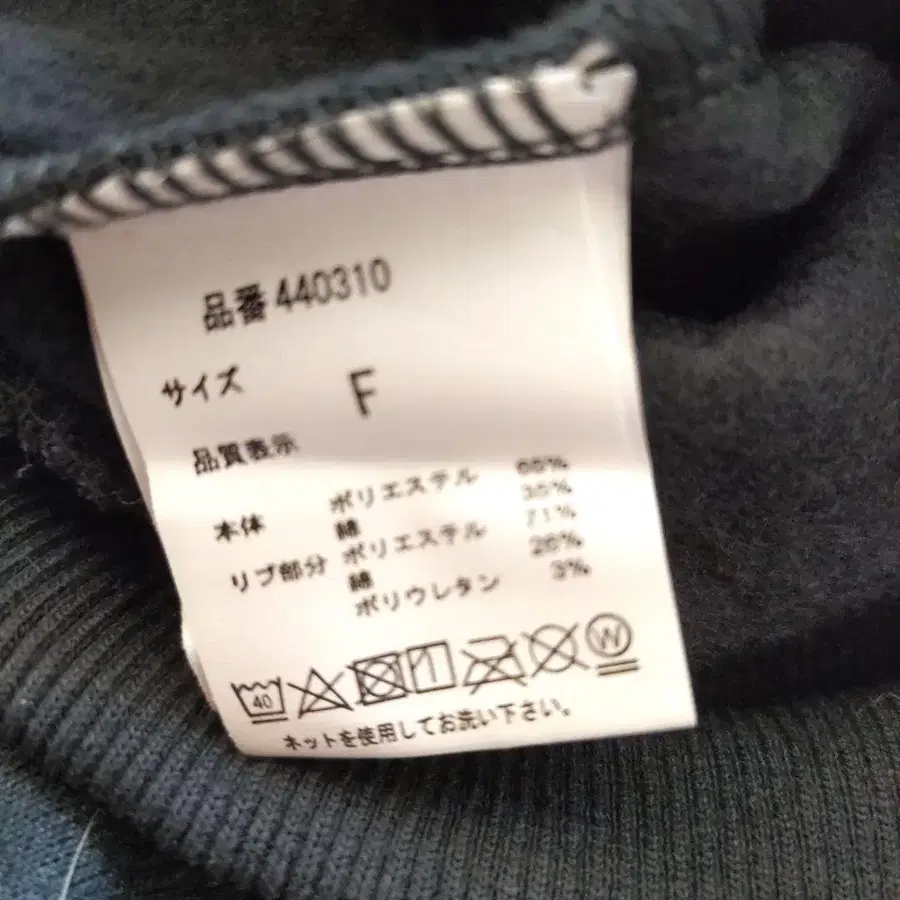 品番 440310
サイズ F
品質表示
本体 ポリエステル
綿
リブ部分 ポリエステル 71%
綿 26%
ポリウレタン 3%
40 W
ネットを使用してお洗い下さい。